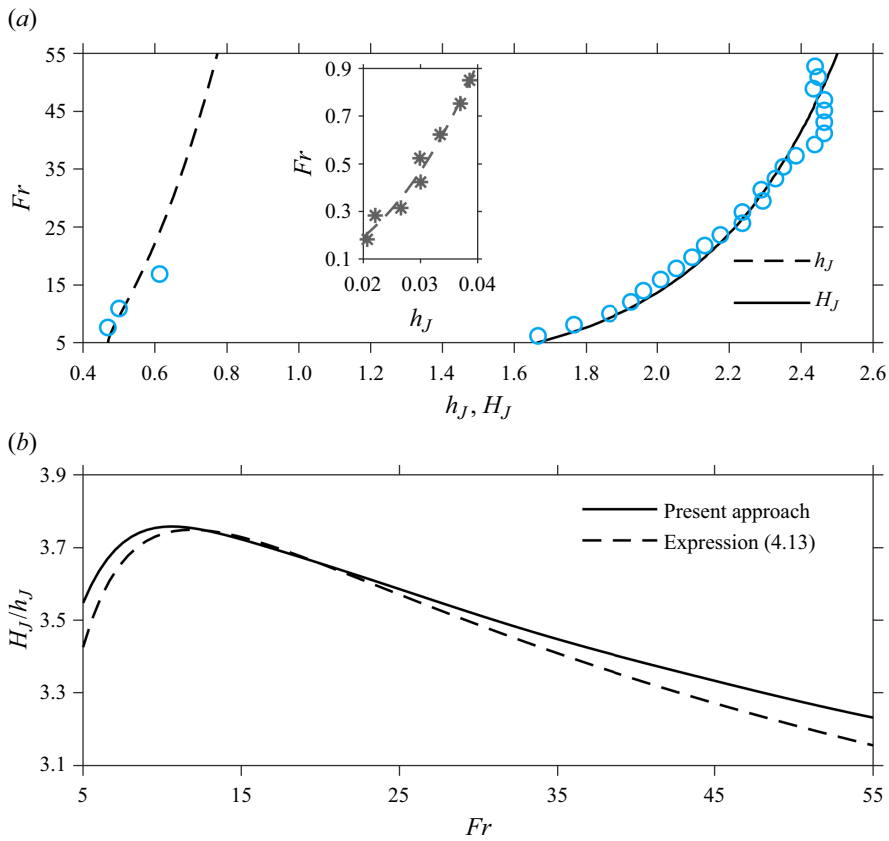 (a)
55
45
35
25
15
5
Fr
0.9
0.7
0.5
0.3
0.1
Fr
0.02 0.03 0.04
h_J
h_J
H_J
0.4 0.6 0.8 1.0 1.2 1.4 1.6 1.8 2.0 2.2 2.4 2.6
h_J, H_J
(b)
3.9
3.7
3.5
3.3
3.1
H_J/h_J
Present approach
Expression (4.13)
5 15 25 35 45 55
Fr